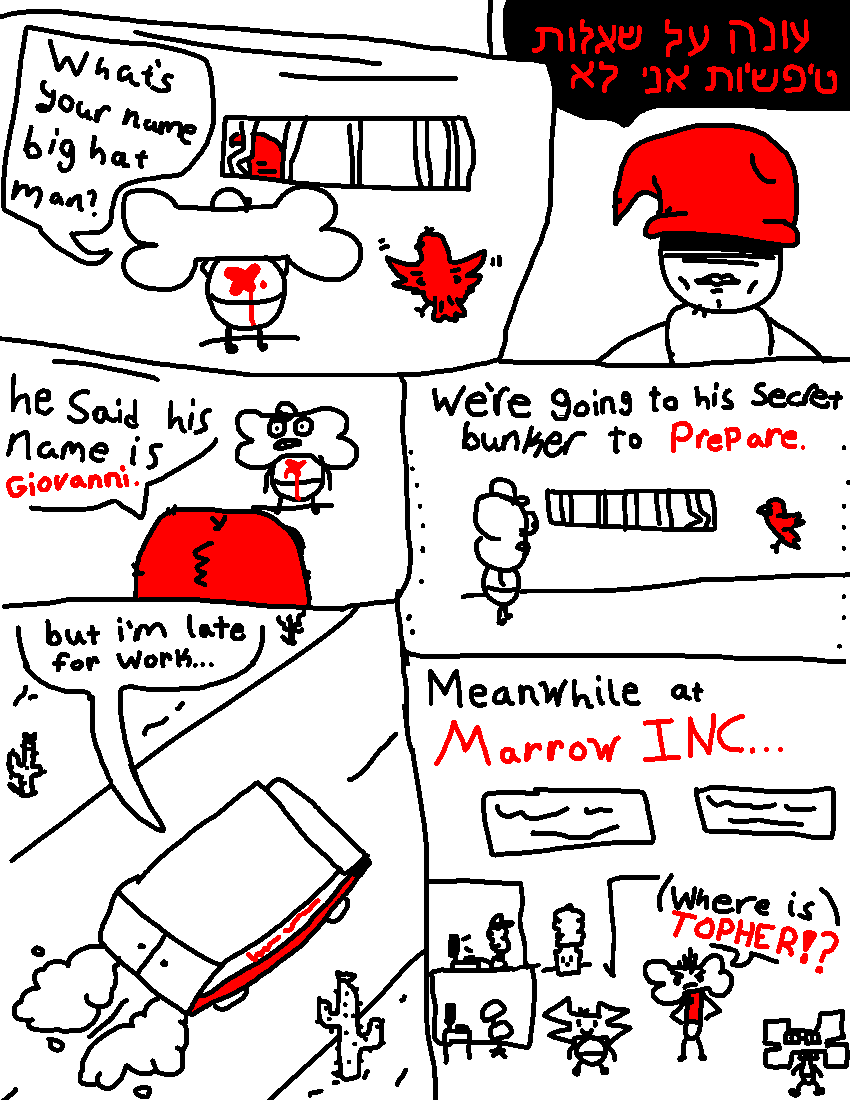 What's
your name
big hat
man?
עונה על שאלות
טיפשיות אני לא
he said his
name is
Giovanni.
We're going to his secret
bunker to Prepare.
but i'm late
for work...
Meanwhile at
Marrow INC...
(Where is)
TOPHER!?